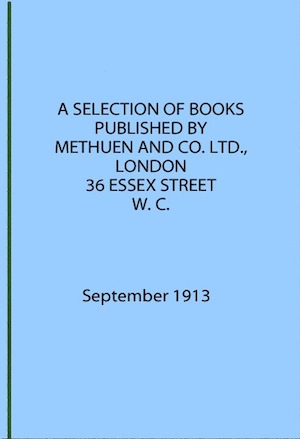 A SELECTION OF BOOKS
PUBLISHED BY
METHUEN AND CO. LTD.,
LONDON
36 ESSEX STREET
W. C.
September 1913